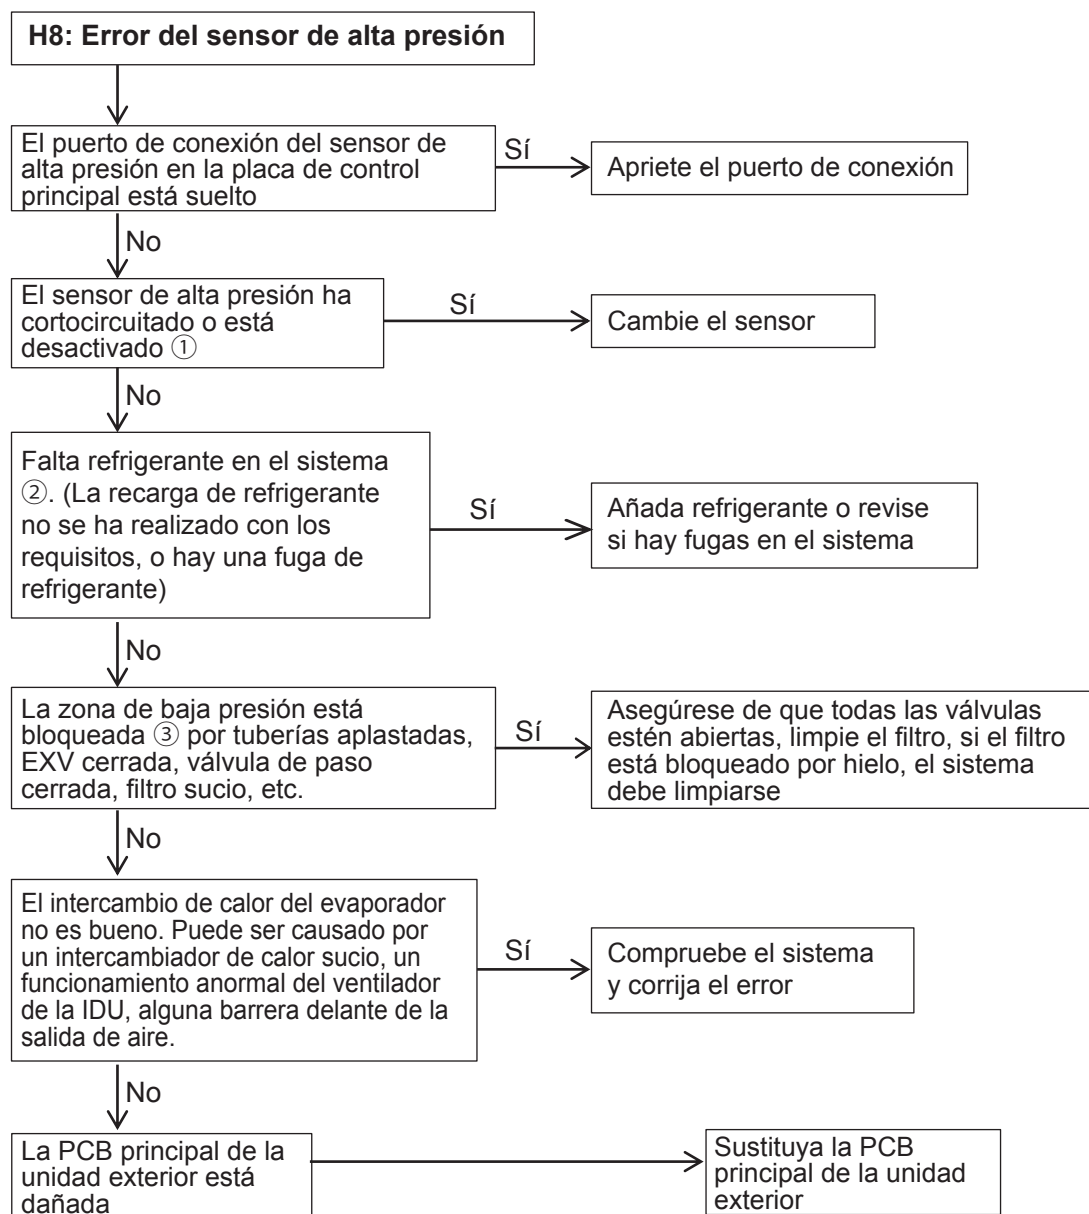 H8: Error del sensor de alta presión
El puerto de conexión del sensor de
alta presión en la placa de control
principal está suelto
Sí
Apriete el puerto de conexión
No
El sensor de alta presión ha
cortocircuitado o está
desactivado ①
Sí
Cambie el sensor
No
Falta refrigerante en el sistema
②. (La recarga de refrigerante
no se ha realizado con los
requisitos, o hay una fuga de
refrigerante)
Sí
Añada refrigerante o revise
si hay fugas en el sistema
No
La zona de baja presión está
bloqueada ③ por tuberías aplastadas,
EXV cerrada, válvula de paso
cerrada, filtro sucio, etc.
Sí
Asegúrese de que todas las válvulas
estén abiertas, limpie el filtro, si el filtro
está bloqueado por hielo, el sistema
debe limpiarse
No
El intercambio de calor del evaporador
no es bueno. Puede ser causado por
un intercambiador de calor sucio, un
funcionamiento anormal del ventilador
de la IDU, alguna barrera delante de la
salida de aire.
Sí
Compruebe el sistema
y corrija el error
No
La PCB principal de la
unidad exterior está
dañada
Sustituya la PCB
principal de la unidad
exterior